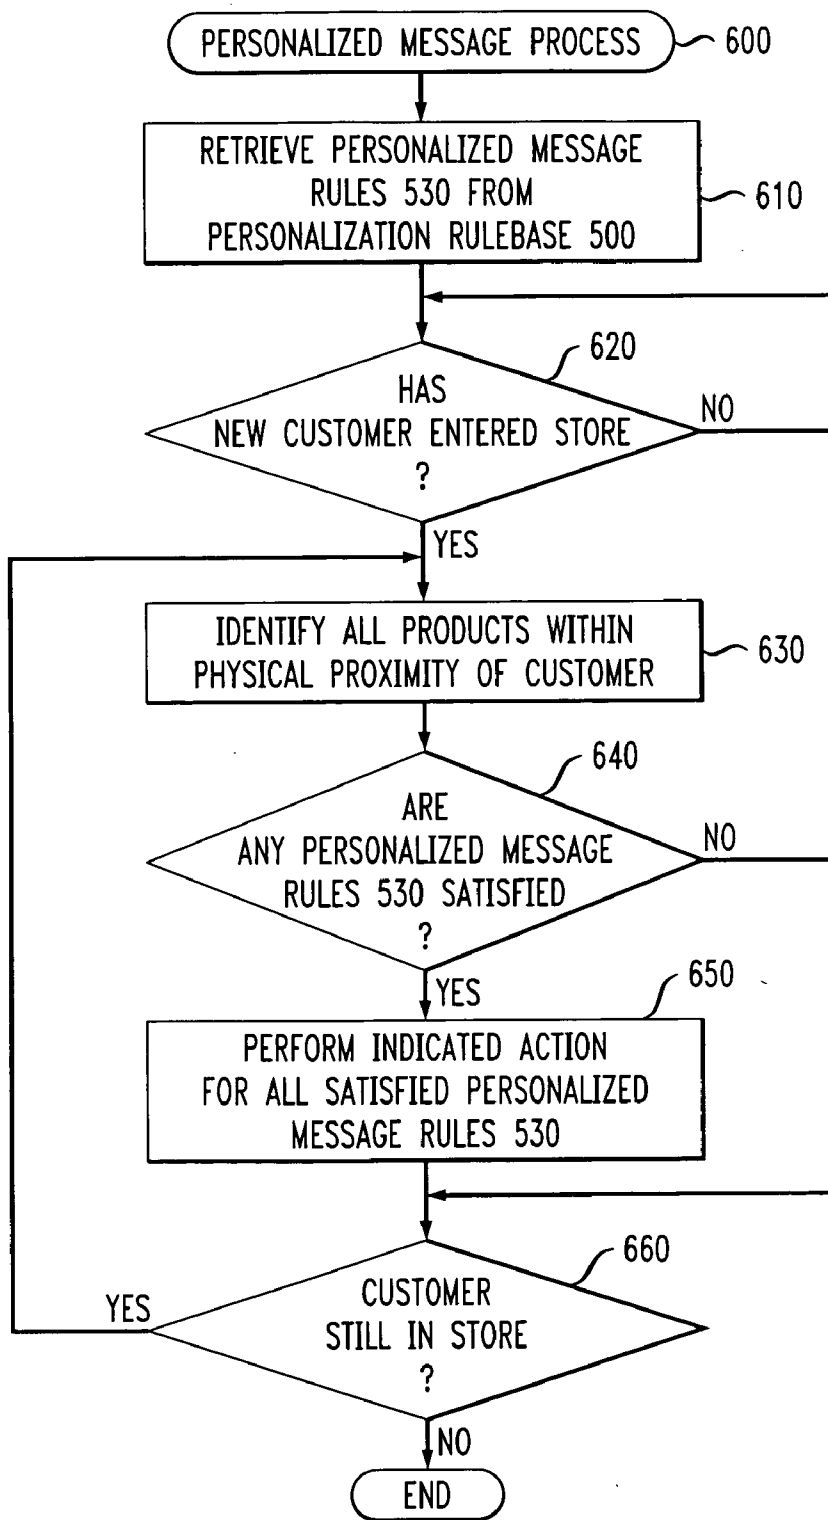 PERSONALIZED MESSAGE PROCESS
600
RETRIEVE PERSONALIZED MESSAGE
RULES 530 FROM
PERSONALIZATION RULEBASE 500
610
620
HAS
NEW CUSTOMER ENTERED STORE
?
NO
YES
IDENTIFY ALL PRODUCTS WITHIN
PHYSICAL PROXIMITY OF CUSTOMER
630
640
ARE
ANY PERSONALIZED MESSAGE
RULES 530 SATISFIED
?
NO
YES
650
PERFORM INDICATED ACTION
FOR ALL SATISFIED PERSONALIZED
MESSAGE RULES 530
660
CUSTOMER
STILL IN STORE
?
YES
NO
END